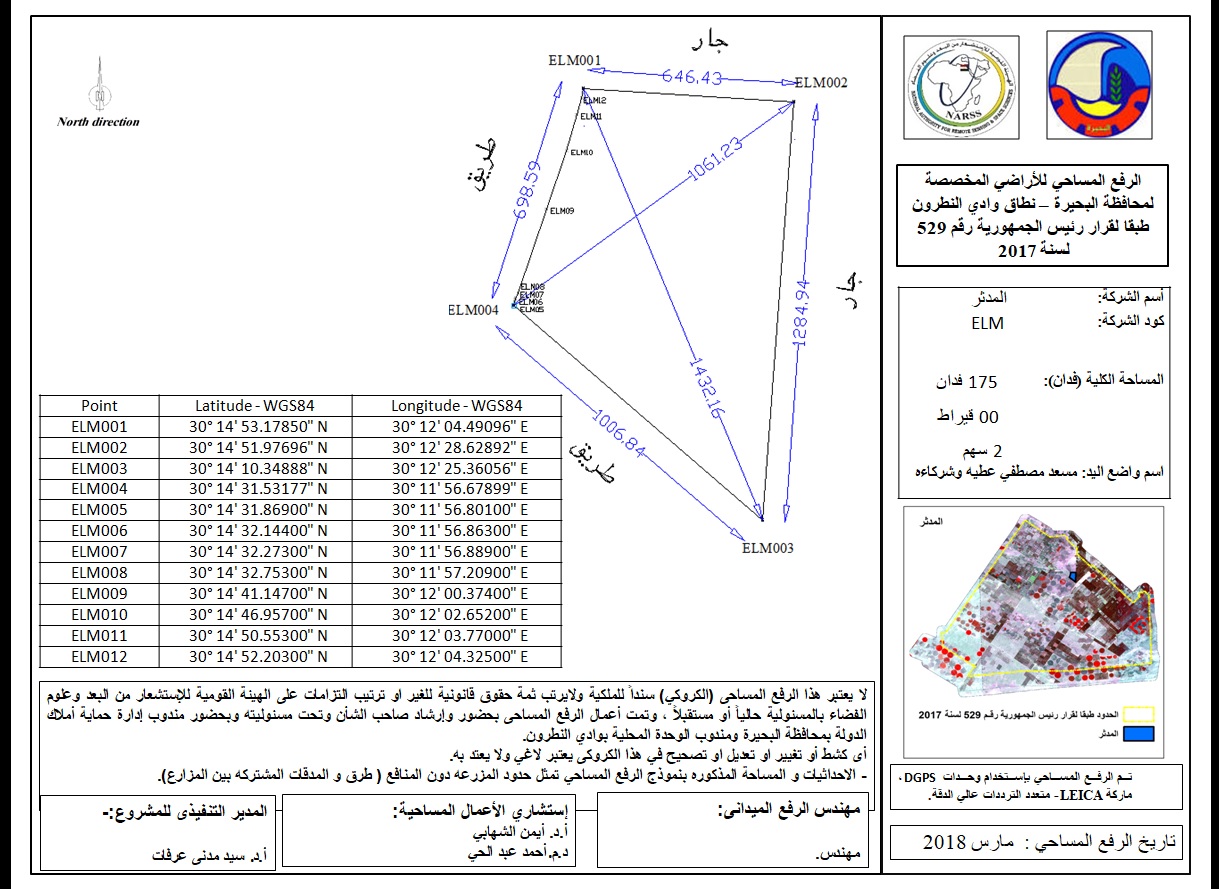 جار
ELM001
646.43
ELM002
North direction
ELM12
ELM11
ELM10
ELM09
طريق
698.59
1061.23
جار
1284.94
ELM08
ELM07
ELM06
ELM05
ELM004
1432.16
1006.84
طريق
ELM003
Point Latitude - WGS84 Longitude - WGS84
ELM001 30° 14' 53.17850" N 30° 12' 04.49096" E
ELM002 30° 14' 51.97696" N 30° 12' 28.62892" E
ELM003 30° 14' 10.34888" N 30° 12' 25.36056" E
ELM004 30° 14' 31.53177" N 30° 11' 56.67899" E
ELM005 30° 14' 31.86900" N 30° 11' 56.80100" E
ELM006 30° 14' 32.14400" N 30° 11' 56.86300" E
ELM007 30° 14' 32.27300" N 30° 11' 56.88900" E
ELM008 30° 14' 32.75300" N 30° 11' 57.20900" E
ELM009 30° 14' 41.14700" N 30° 12' 00.37400" E
ELM010 30° 14' 46.95700" N 30° 12' 02.65200" E
ELM011 30° 14' 50.55300" N 30° 12' 03.77000" E
ELM012 30° 14' 52.20300" N 30° 12' 04.32500" E
NARSS
NATIONAL AUTHORITY FOR REMOTE SENSING & SPACE SCIENCES
البحيرة
الرفع المساحي للأراضي المخصصة
لمحافظة البحيرة – نطاق وادي النطرون
طبقا لقرار رئيس الجمهورية رقم 529
لسنة 2017
أسم الشركة: المدثر
كود الشركة: ELM
المساحة الكلية (فدان): 175 فدان
00 قيراط
2 سهم
اسم واضع اليد: مسعد مصطفي عطيه وشركاءه
المدثر
الحدود طبقا لقرار رئيس الجمهورية رقم 529 لسنة 2017
المدثر
تم الرفع المساحي بإستخدام وحدات DGPS ،
ماركة LEICA - متعدد الترددات عالي الدقة.
تاريخ الرفع المساحي : مارس 2018
لا يعتبر هذا الرفع المساحى (الكروكي) سنداً للملكية ولايرتب ثمة حقوق قانونية للغير او ترتيب التزامات على الهيئة القومية للإستشعار من البعد وعلوم
الفضاء بالمسئولية حالياً أو مستقبلاً ، وتمت أعمال الرفع المساحى بحضور وإرشاد صاحب الشأن وتحت مسئوليته وبحضور مندوب إدارة حماية أملاك
الدولة بمحافظة البحيرة ومندوب الوحدة المحلية بوادي النطرون.
أى كشط أو تغيير او تعديل او تصحيح في هذا الكروكى يعتبر لاغي ولا يعتد به.
- الاحداثيات و المساحة المذكوره بنموذج الرفع المساحي تمثل حدود المزرعه دون المنافع ( طرق و المدقات المشتركه بين المزارع).
مهندس الرفع الميدانى:
مهندس.
إستشاري الأعمال المساحية:
أ.د. أيمن الشهابي
د.م.أحمد عبد الحي
المدير التنفيذى للمشروع:-
أ.د. سيد مدنى عرفات